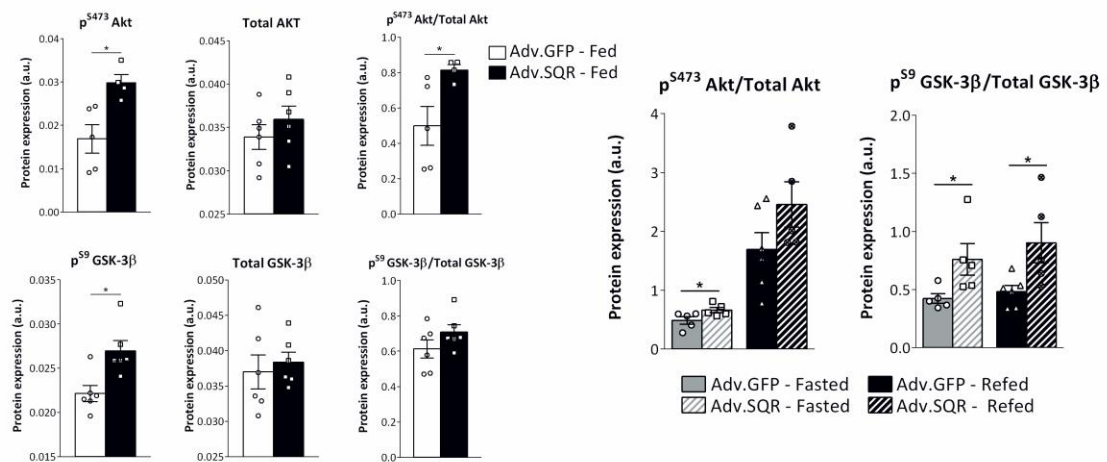 pS473 Akt
Protein expression (a.u.)
0.04
0.03
0.02
0.01
0.00
*
Total AKT
Protein expression (a.u.)
0.045
0.040
0.035
0.030
0.025
pS473 Akt/Total Akt
Protein expression (a.u.)
1.0
0.8
0.6
0.4
0.2
0.0
*
Adv.GFP - Fed
Adv.SQR - Fed
pS9 GSK-3β
Protein expression (a.u.)
0.035
0.030
0.025
0.020
0.015
*
Total GSK-3β
Protein expression (a.u.)
0.050
0.045
0.040
0.035
0.030
0.025
pS9 GSK-3β/Total GSK-3β
Protein expression (a.u.)
1.0
0.8
0.6
0.4
0.2
0.0
pS473 Akt/Total Akt
Protein expression (a.u.)
4
3
2
1
0
*
pS9 GSK-3β/Total GSK-3β
Protein expression (a.u.)
2.0
1.5
1.0
0.5
0.0
*
*
Adv.GFP - Fasted
Adv.SQR - Fasted
Adv.GFP - Refed
Adv.SQR - Refed